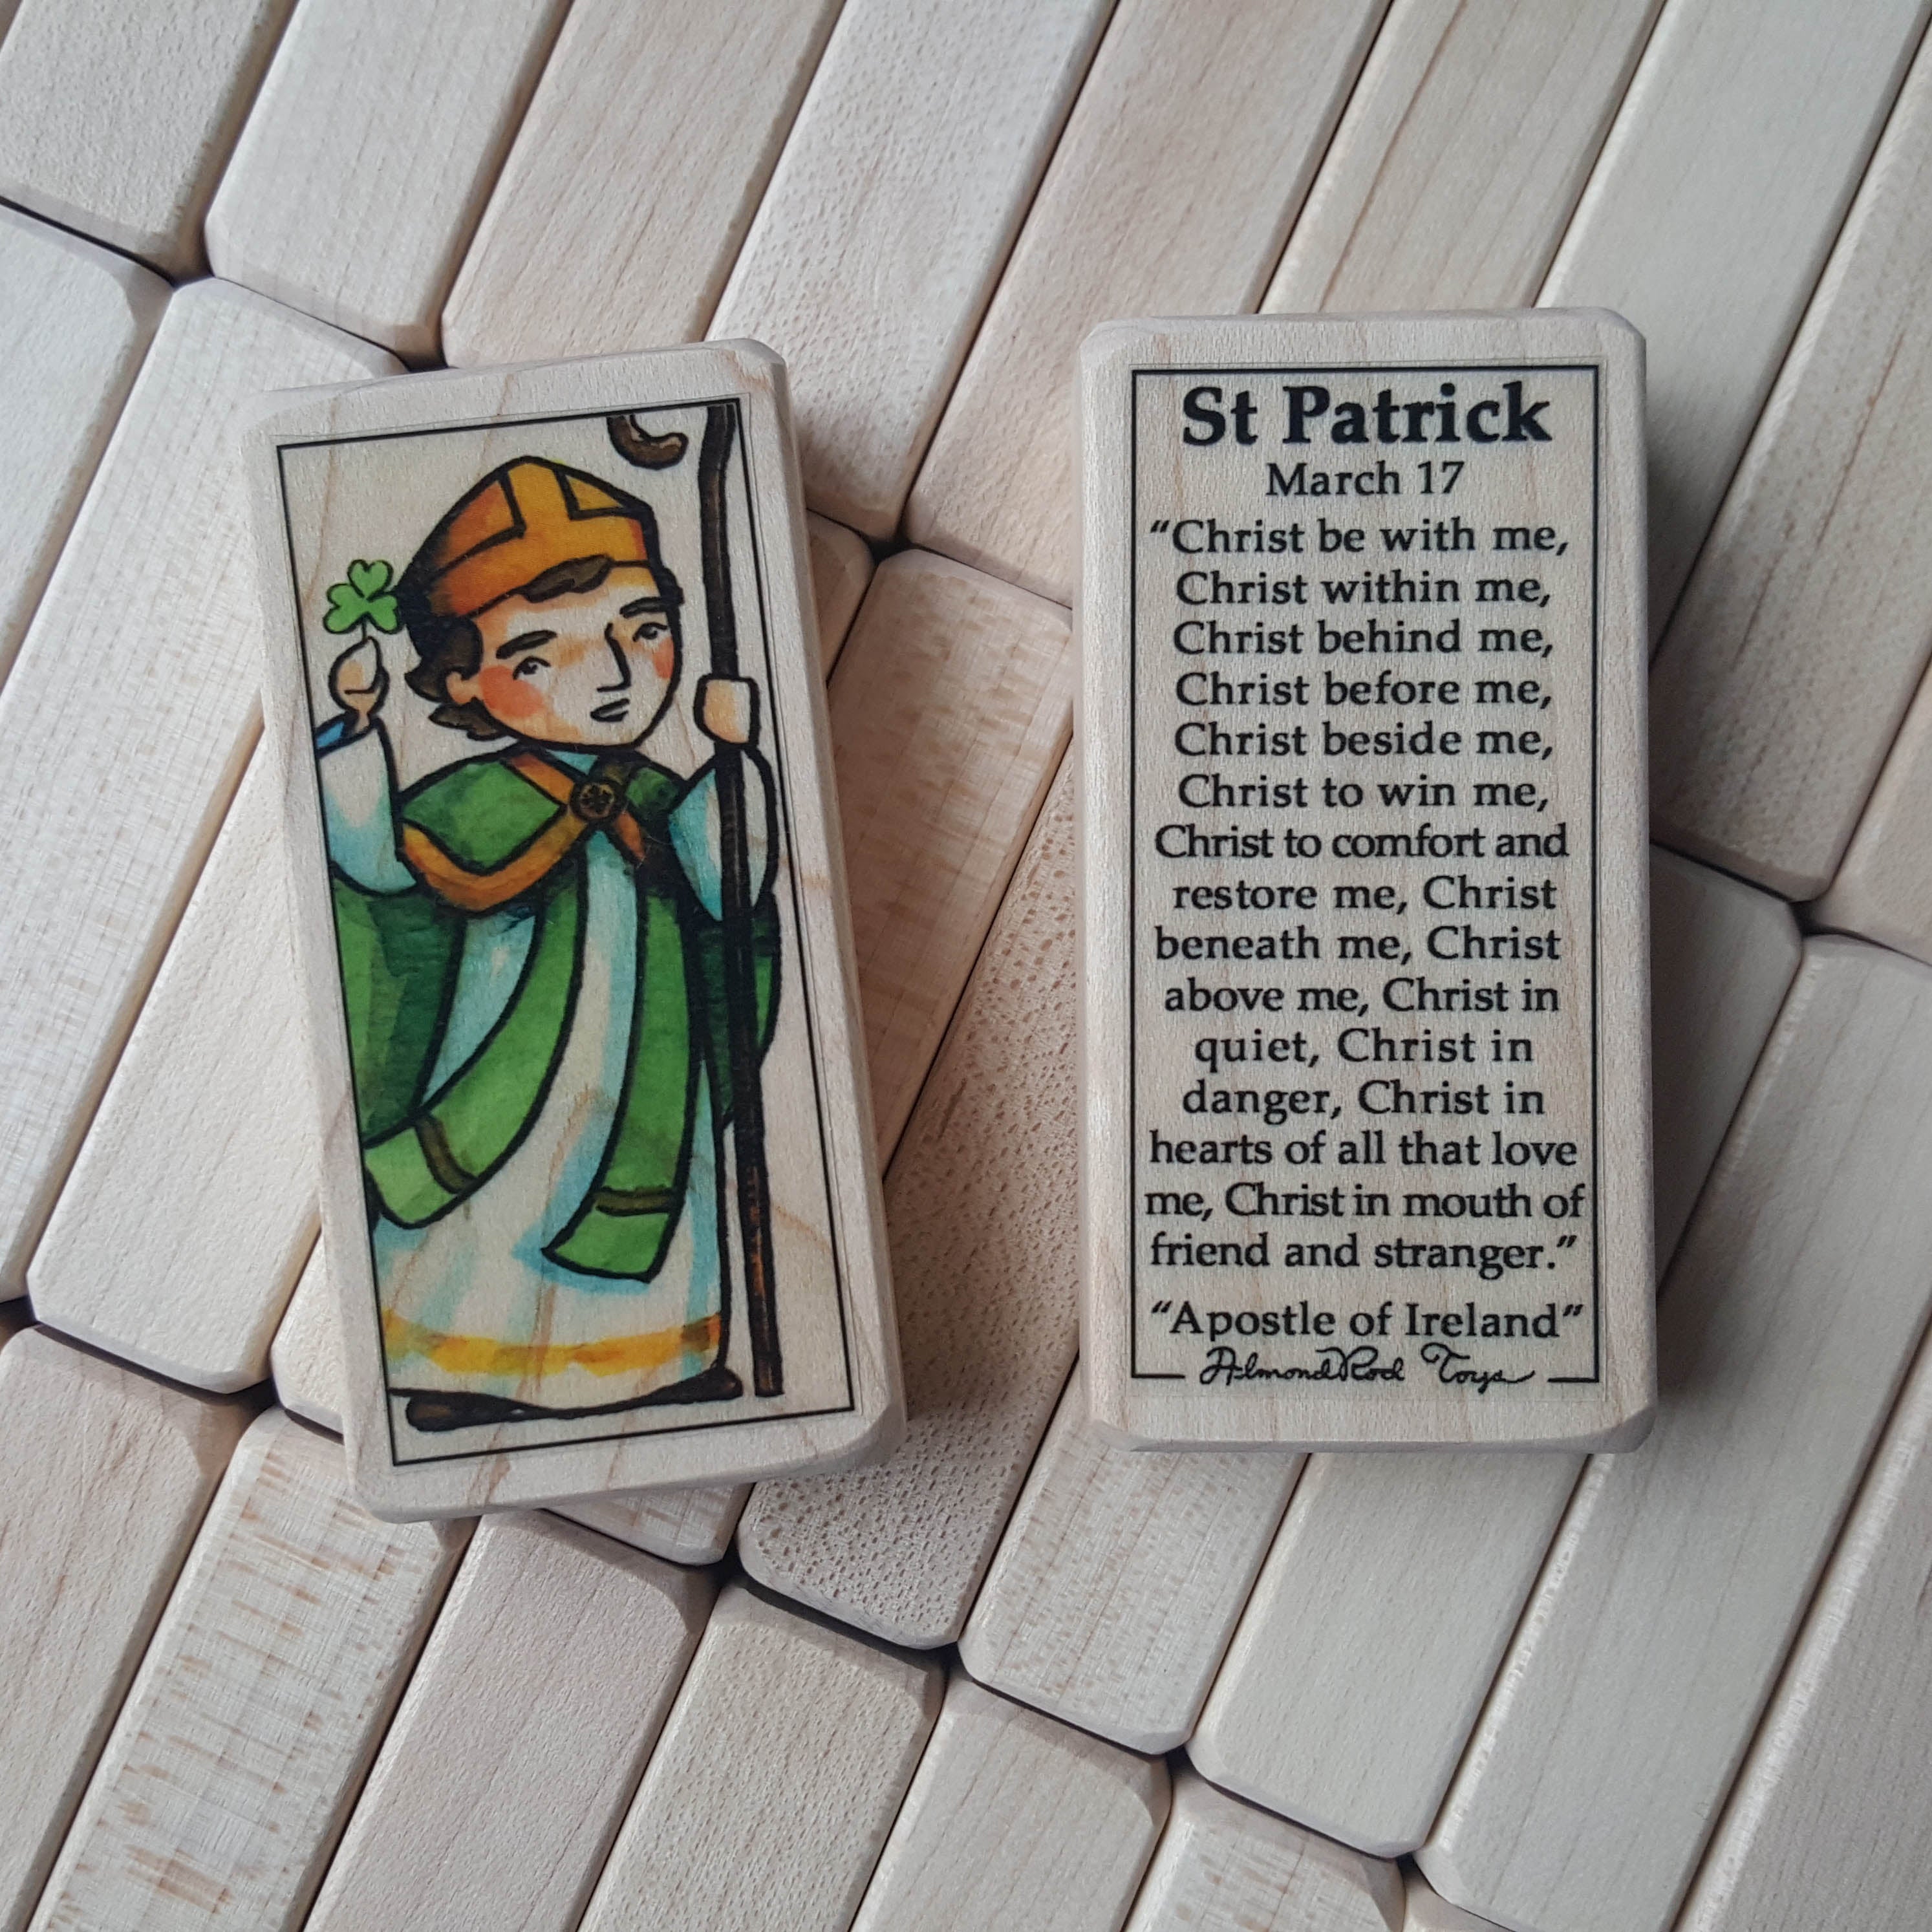 St Patrick
March 17
“Christ be with me,
Christ within me,
Christ behind me,
Christ before me,
Christ beside me,
Christ to win me,
Christ to comfort and
restore me, Christ
beneath me, Christ
above me, Christ in
quiet, Christ in
danger, Christ in
hearts of all that love
me, Christ in mouth of
friend and stranger.”
“Apostle of Ireland”
AlmondRod Toys